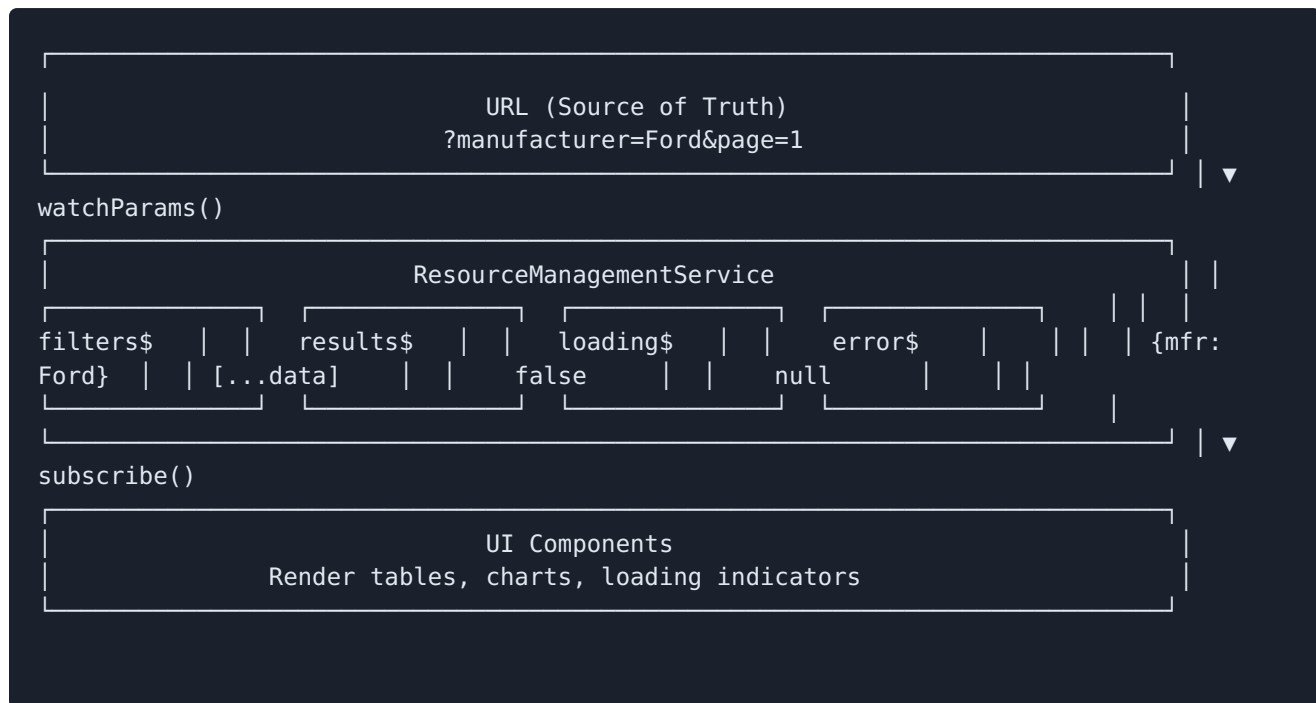 URL (Source of Truth)
?manufacturer=Ford&page=1
▼
watchParams()
ResourceManagementService
filters$ │ │ results$ │ │ loading$ │ │ error$ │ │ │ │ {mfr:
Ford} │ │ [...data] │ │ false │ │ null │ │ │
▼
subscribe()
UI Components
Render tables, charts, loading indicators